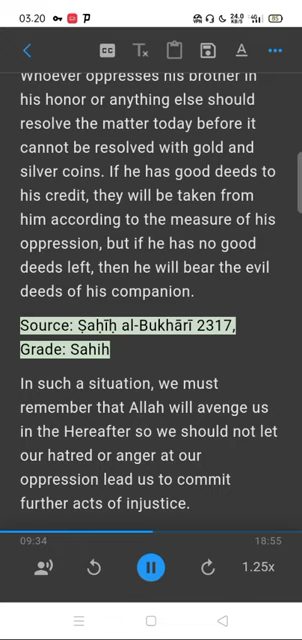 03.20
24.0 KB/S
85
CC
Whoever oppresses his brother in
his honor or anything else should
resolve the matter today before it
cannot be resolved with gold and
silver coins. If he has good deeds to
his credit, they will be taken from
him according to the measure of his
oppression, but if he has no good
deeds left, then he will bear the evil
deeds of his companion.
Source: Ṣaḥīḥ al-Bukhārī 2317,
Grade: Sahih
In such a situation, we must
remember that Allah will avenge us
in the Hereafter so we should not let
our hatred or anger at our
oppression lead us to commit
further acts of injustice.
09:34
18:55
1.25x